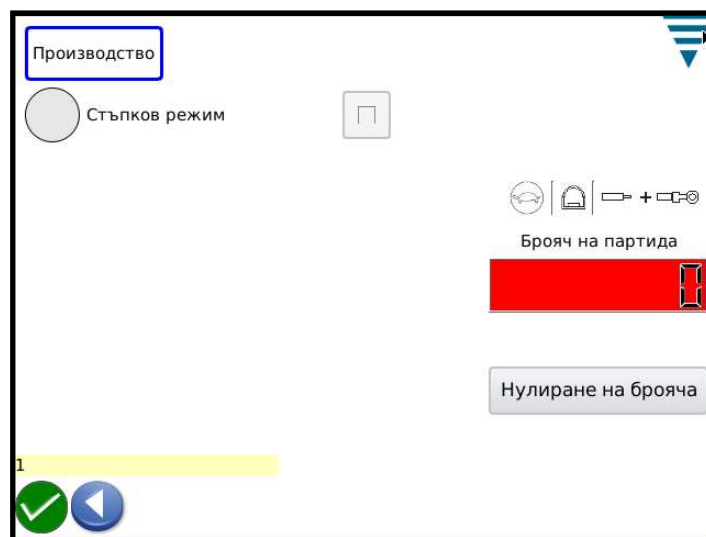 Производство
Стъпков режим
Брояч на партида
0
Нулиране на брояча
1